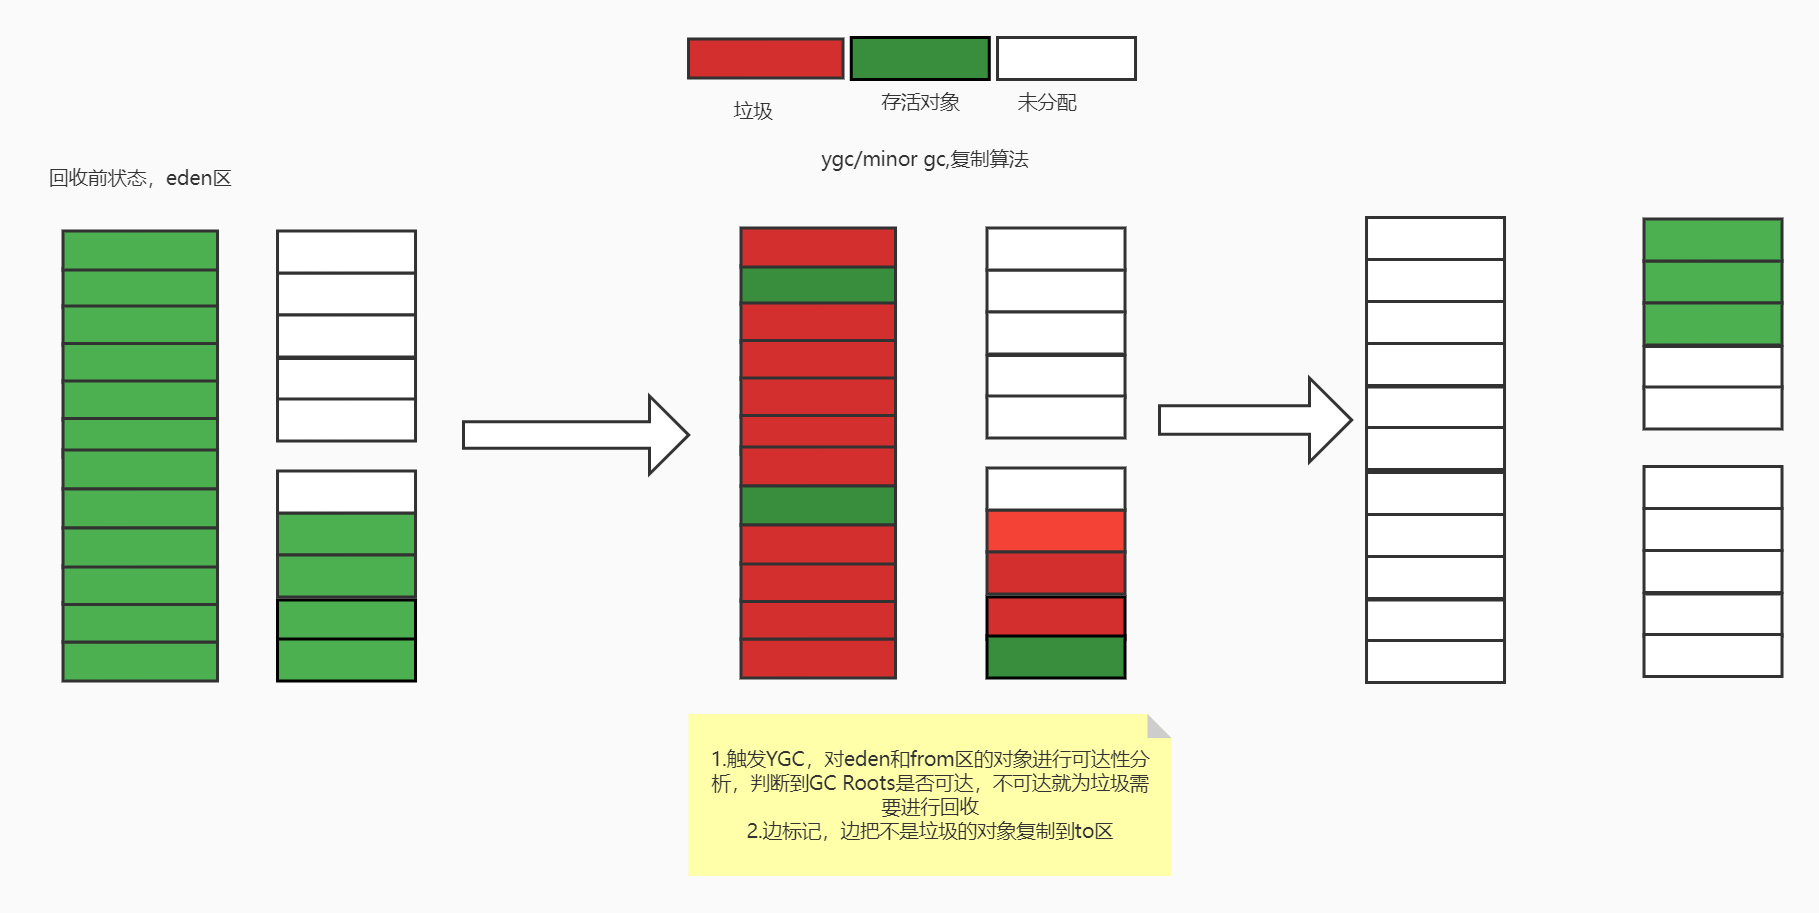 垃圾
存活对象
未分配
ygc/minor gc,复制算法
回收前状态，eden区
1.触发YGC，对eden和from区的对象进行可达性分
析，判断到GC Roots是否可达，不可达就为垃圾需
要进行回收
2.边标记，边把不是垃圾的对象复制到to区